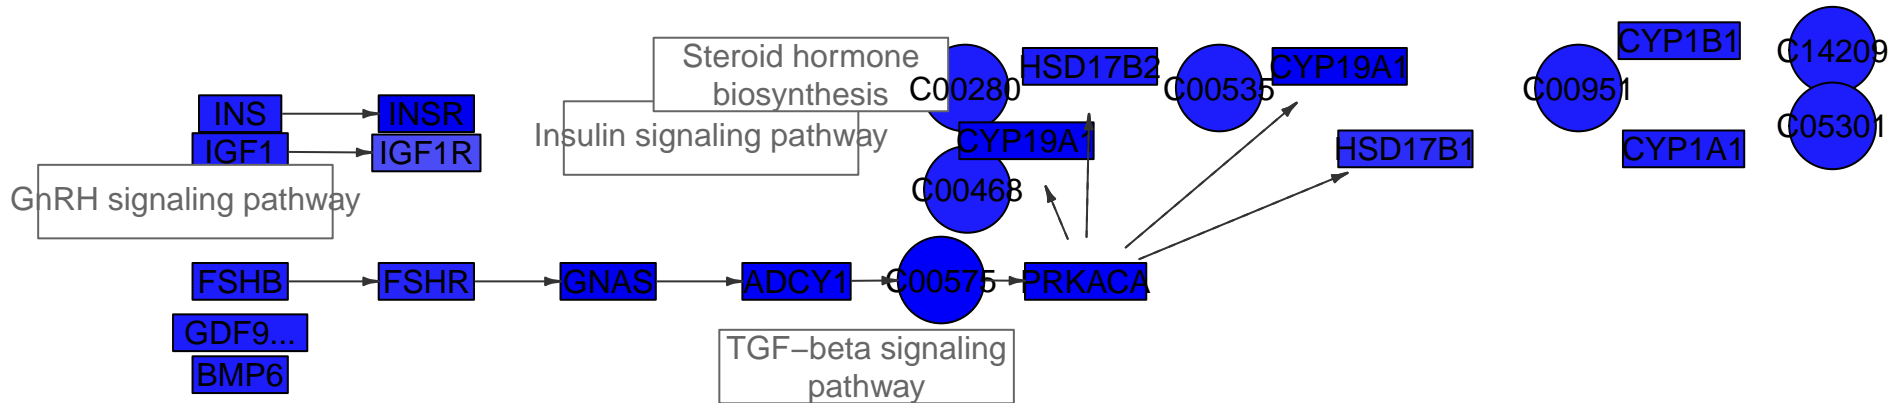 Steroid hormone
biosynthesis
C00280
HSD17B2
C00535
CYP19A1
C00951
CYP1B1
C14209
INS
INSR
Insulin signaling pathway
CYP19A1
HSD17B1
CYP1A1
C05301
IGF1
IGF1R
GnRH signaling pathway
C00468
FSHB
FSHR
GNAS
ADCY1
C00575
PRKACA
GDF9...
BMP6
TGF−beta signaling
pathway